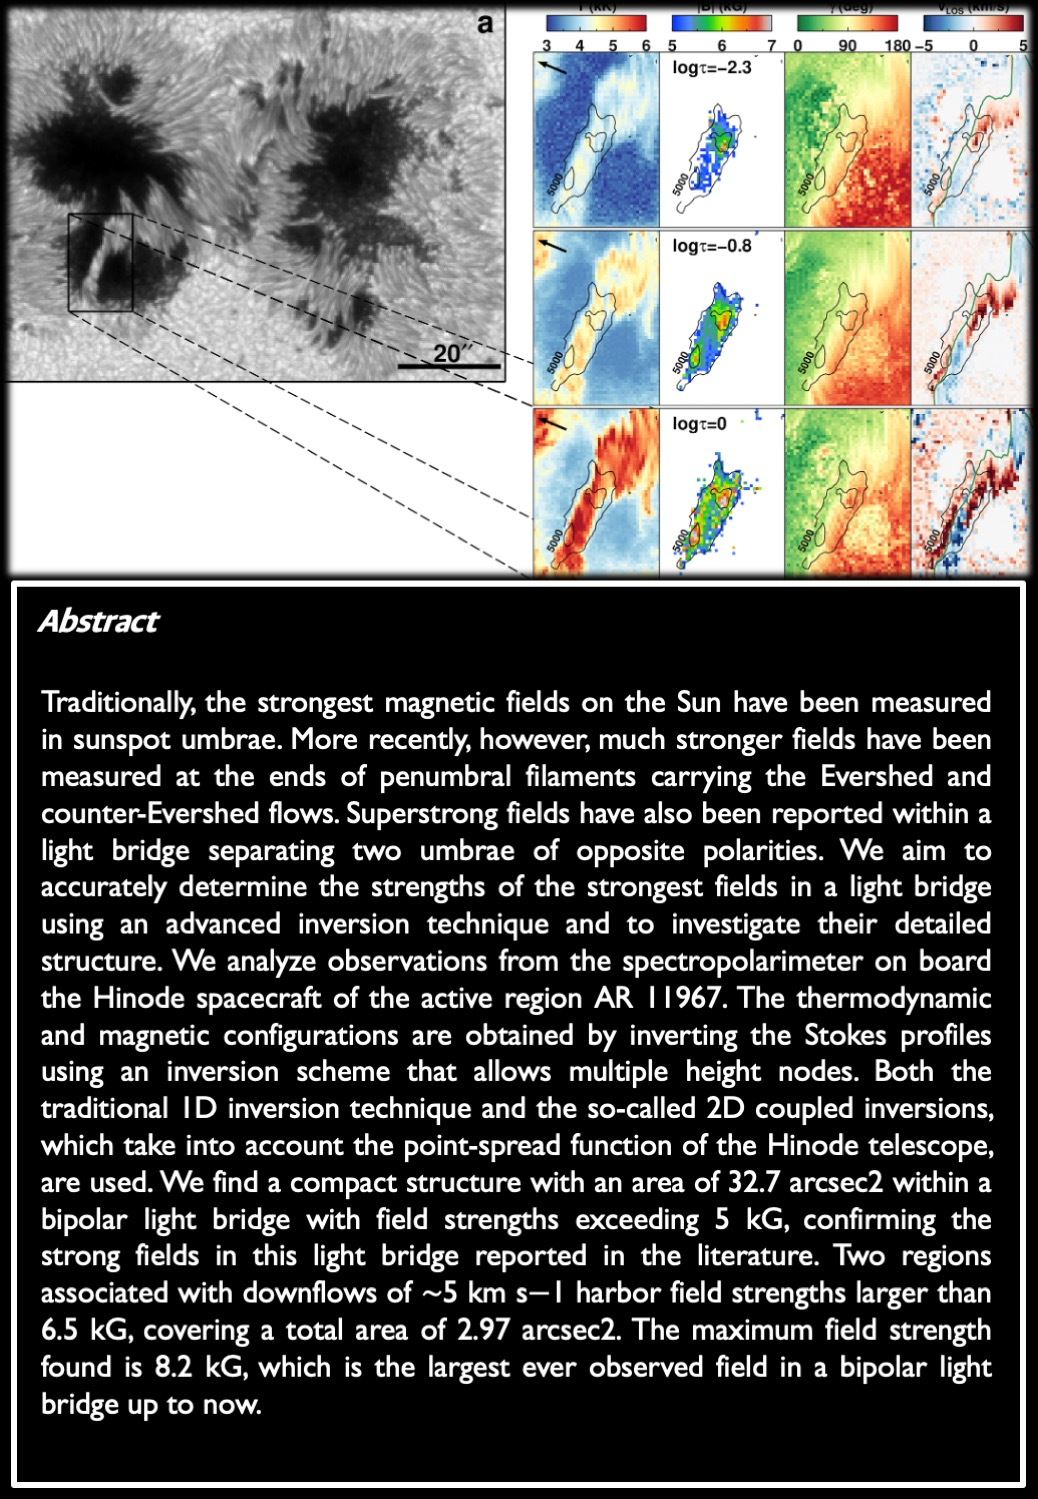 a
T (kK)
|B| (kG)
γ (deg)
vLOS (km/s)
3 4 5 6
5 6 7
0 90 180
−5 0 5
logτ=−2.3
5000
5000
5000
5000
logτ=−0.8
5000
5000
5000
5000
20″
logτ=0
5000
5000
5000
5000
Abstract
Traditionally, the strongest magnetic fields on the Sun have been measured
in sunspot umbrae. More recently, however, much stronger fields have been
measured at the ends of penumbral filaments carrying the Evershed and
counter-Evershed flows. Superstrong fields have also been reported within a
light bridge separating two umbrae of opposite polarities. We aim to
accurately determine the strengths of the strongest fields in a light bridge
using an advanced inversion technique and to investigate their detailed
structure. We analyze observations from the spectropolarimeter on board
the Hinode spacecraft of the active region AR 11967. The thermodynamic
and magnetic configurations are obtained by inverting the Stokes profiles
using an inversion scheme that allows multiple height nodes. Both the
traditional 1D inversion technique and the so-called 2D coupled inversions,
which take into account the point-spread function of the Hinode telescope,
are used. We find a compact structure with an area of 32.7 arcsec2 within a
bipolar light bridge with field strengths exceeding 5 kG, confirming the
strong fields in this light bridge reported in the literature. Two regions
associated with downflows of ~5 km s−1 harbor field strengths larger than
6.5 kG, covering a total area of 2.97 arcsec2. The maximum field strength
found is 8.2 kG, which is the largest ever observed field in a bipolar light
bridge up to now.